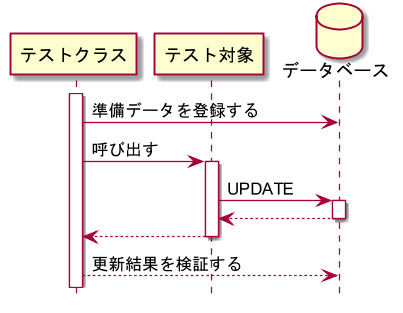 テストクラス
テスト対象
データベース
準備データを登録する
呼び出す
UPDATE
更新結果を検証する